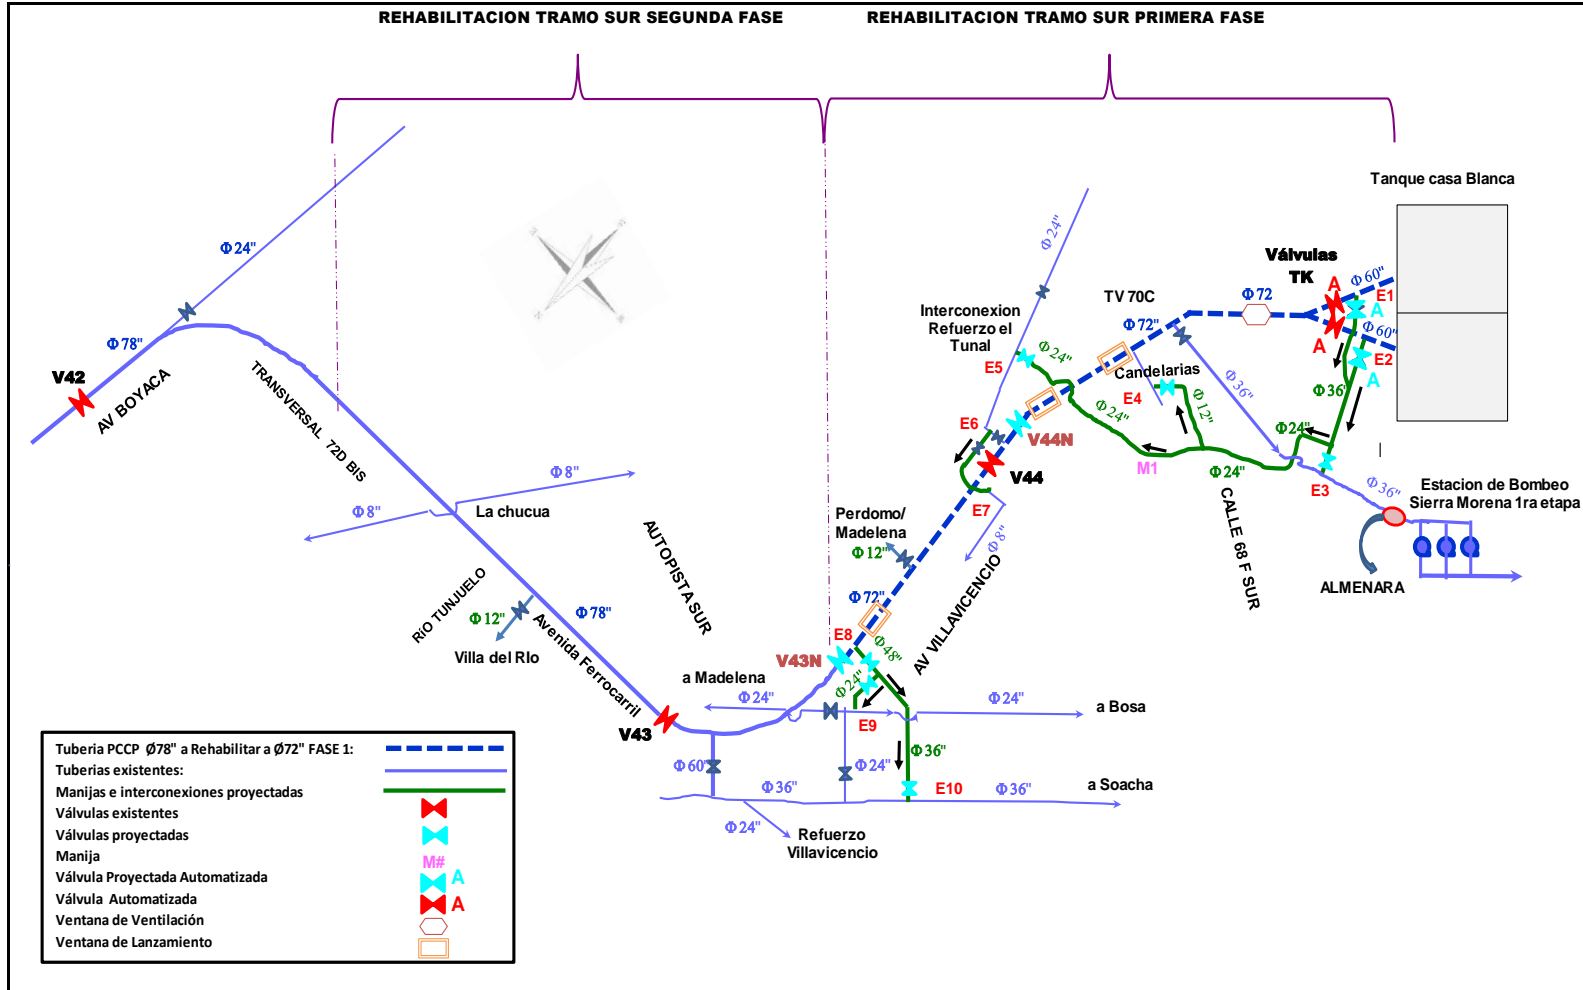 REHABILITACION TRAMO SUR SEGUNDA FASE
REHABILITACION TRAMO SUR PRIMERA FASE
Tanque casa Blanca
Φ 24"
Φ 24"
Válvulas
TK
Φ 60"
A
E1
A
TV 70C
Φ 72
Φ 72"
Interconexion
Refuerzo el
Tunal
Φ 78"
V42
AV BOYACA
TRANSVERSAL 72D BIS
E5
Φ 24"
Candelarias
E4
Φ 12"
Φ 36"
A
Φ 60"
E2
A
Φ 36"
Φ 24"
E6
V44N
Φ 24"
M1
Φ 24"
V44
E7
E3
Φ 36"
Estacion de Bombeo
Sierra Morena 1ra etapa
Φ 8"
Φ 8"
La chucua
Perdomo/
Madelena
Φ 12"
Φ 8"
CALLE 68 F SUR
ALMENARA
AUTOPISTA SUR
RíO TUNJUELO
Φ 12"
Villa del RIo
Φ 78"
Avenida Ferrocarril
Φ 72"
AV VILLAVICENCIO
E8
V43N
Φ 48"
Φ 24"
a Madelena
Φ 24"
E9
Φ 24"
a Bosa
V43
Φ 60"
Φ 24"
Φ 36"
Φ 36"
E10
Φ 36"
a Soacha
Φ 24"
Refuerzo
Villavicencio
Tuberia PCCP Ø78" a Rehabilitar a Ø72" FASE 1:
Tuberias existentes:
Manijas e interconexiones proyectadas
Válvulas existentes
Válvulas proyectadas
Manija
M#
Válvula Proyectada Automatizada
A
Válvula Automatizada
A
Ventana de Ventilación
Ventana de Lanzamiento